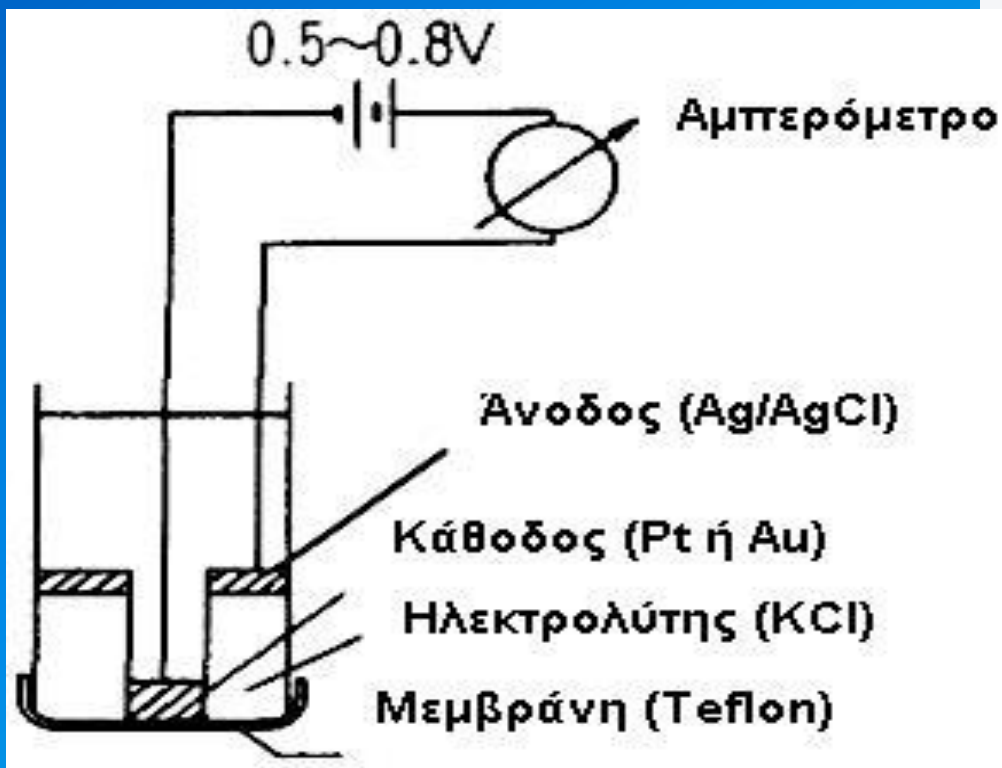 0.5~0.8V
Αμπερόμετρο
Άνοδος (Ag/AgCl)
Κάθοδος (Pt ή Au)
Ηλεκτρολύτης (KCl)
Μεμβράνη (Teflon)